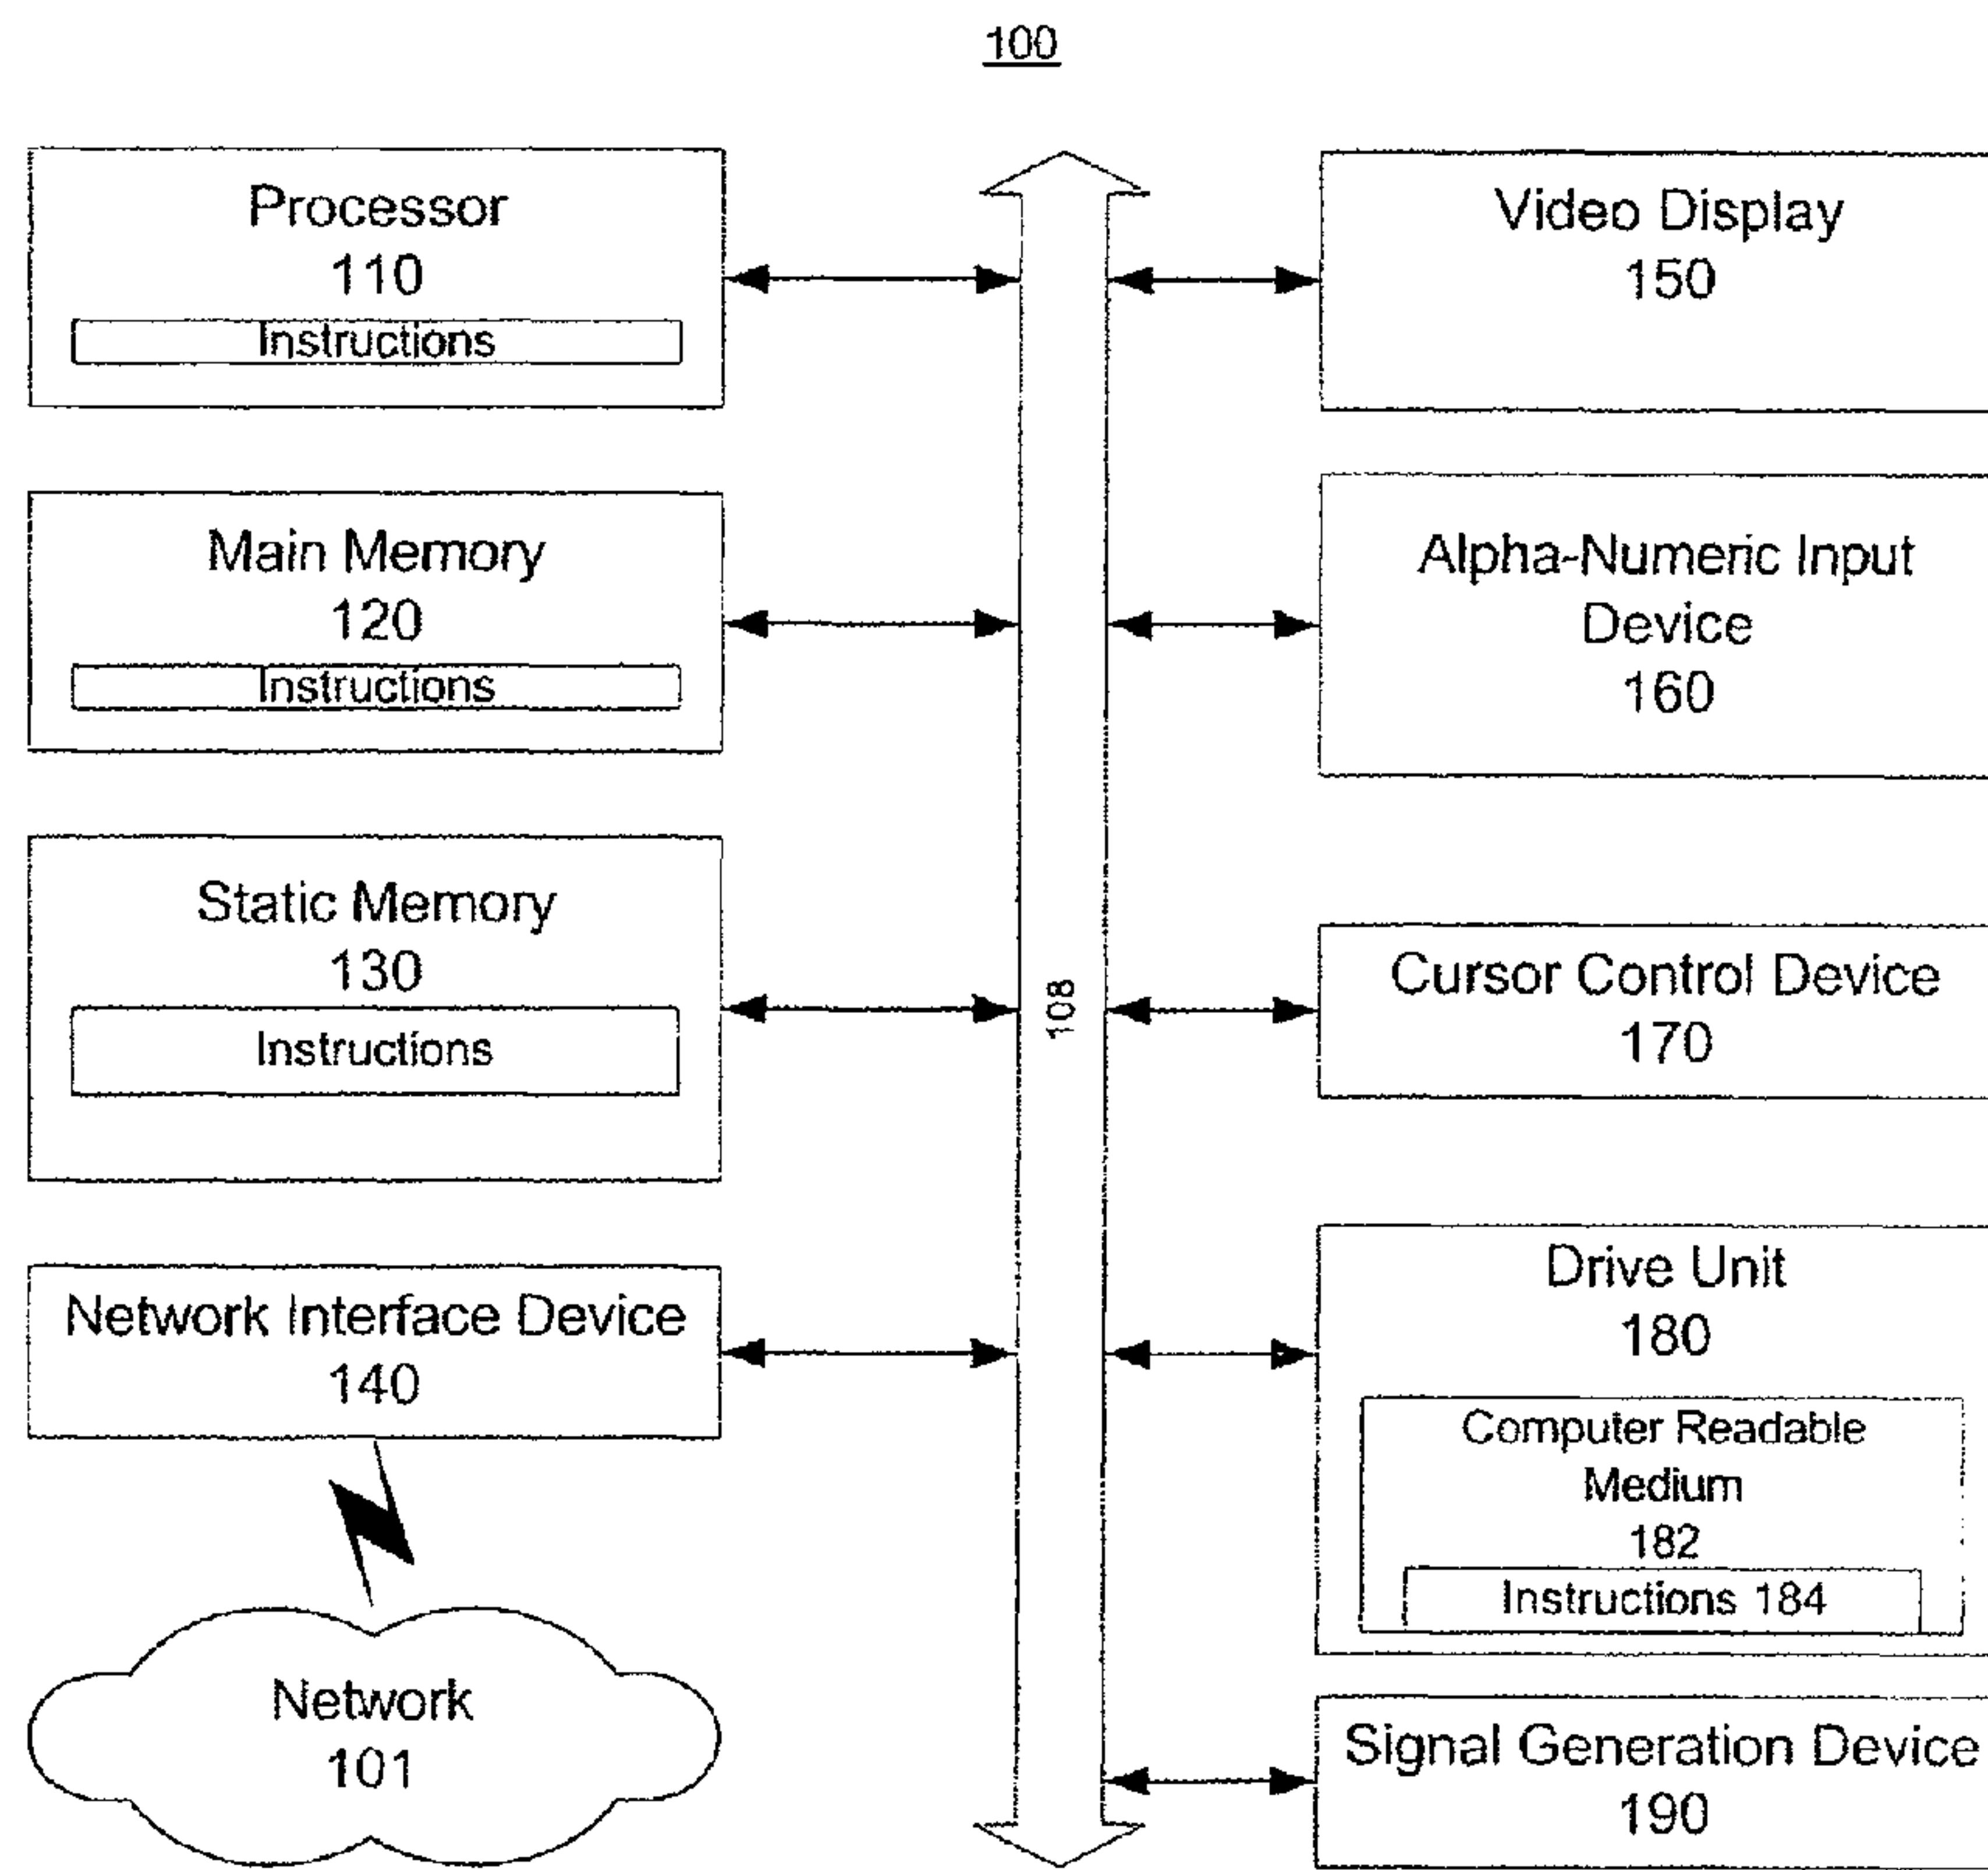 100
Processor
110
Instructions
Main Memory
120
Instructions
Static Memory
130
Instructions
Network Interface Device
140
Network
101
108
Video Display
150
Alpha-Numeric Input
Device
160
Cursor Control Device
170
Drive Unit
180
Computer Readable
Medium
182
Instructions 184
Signal Generation Device
190